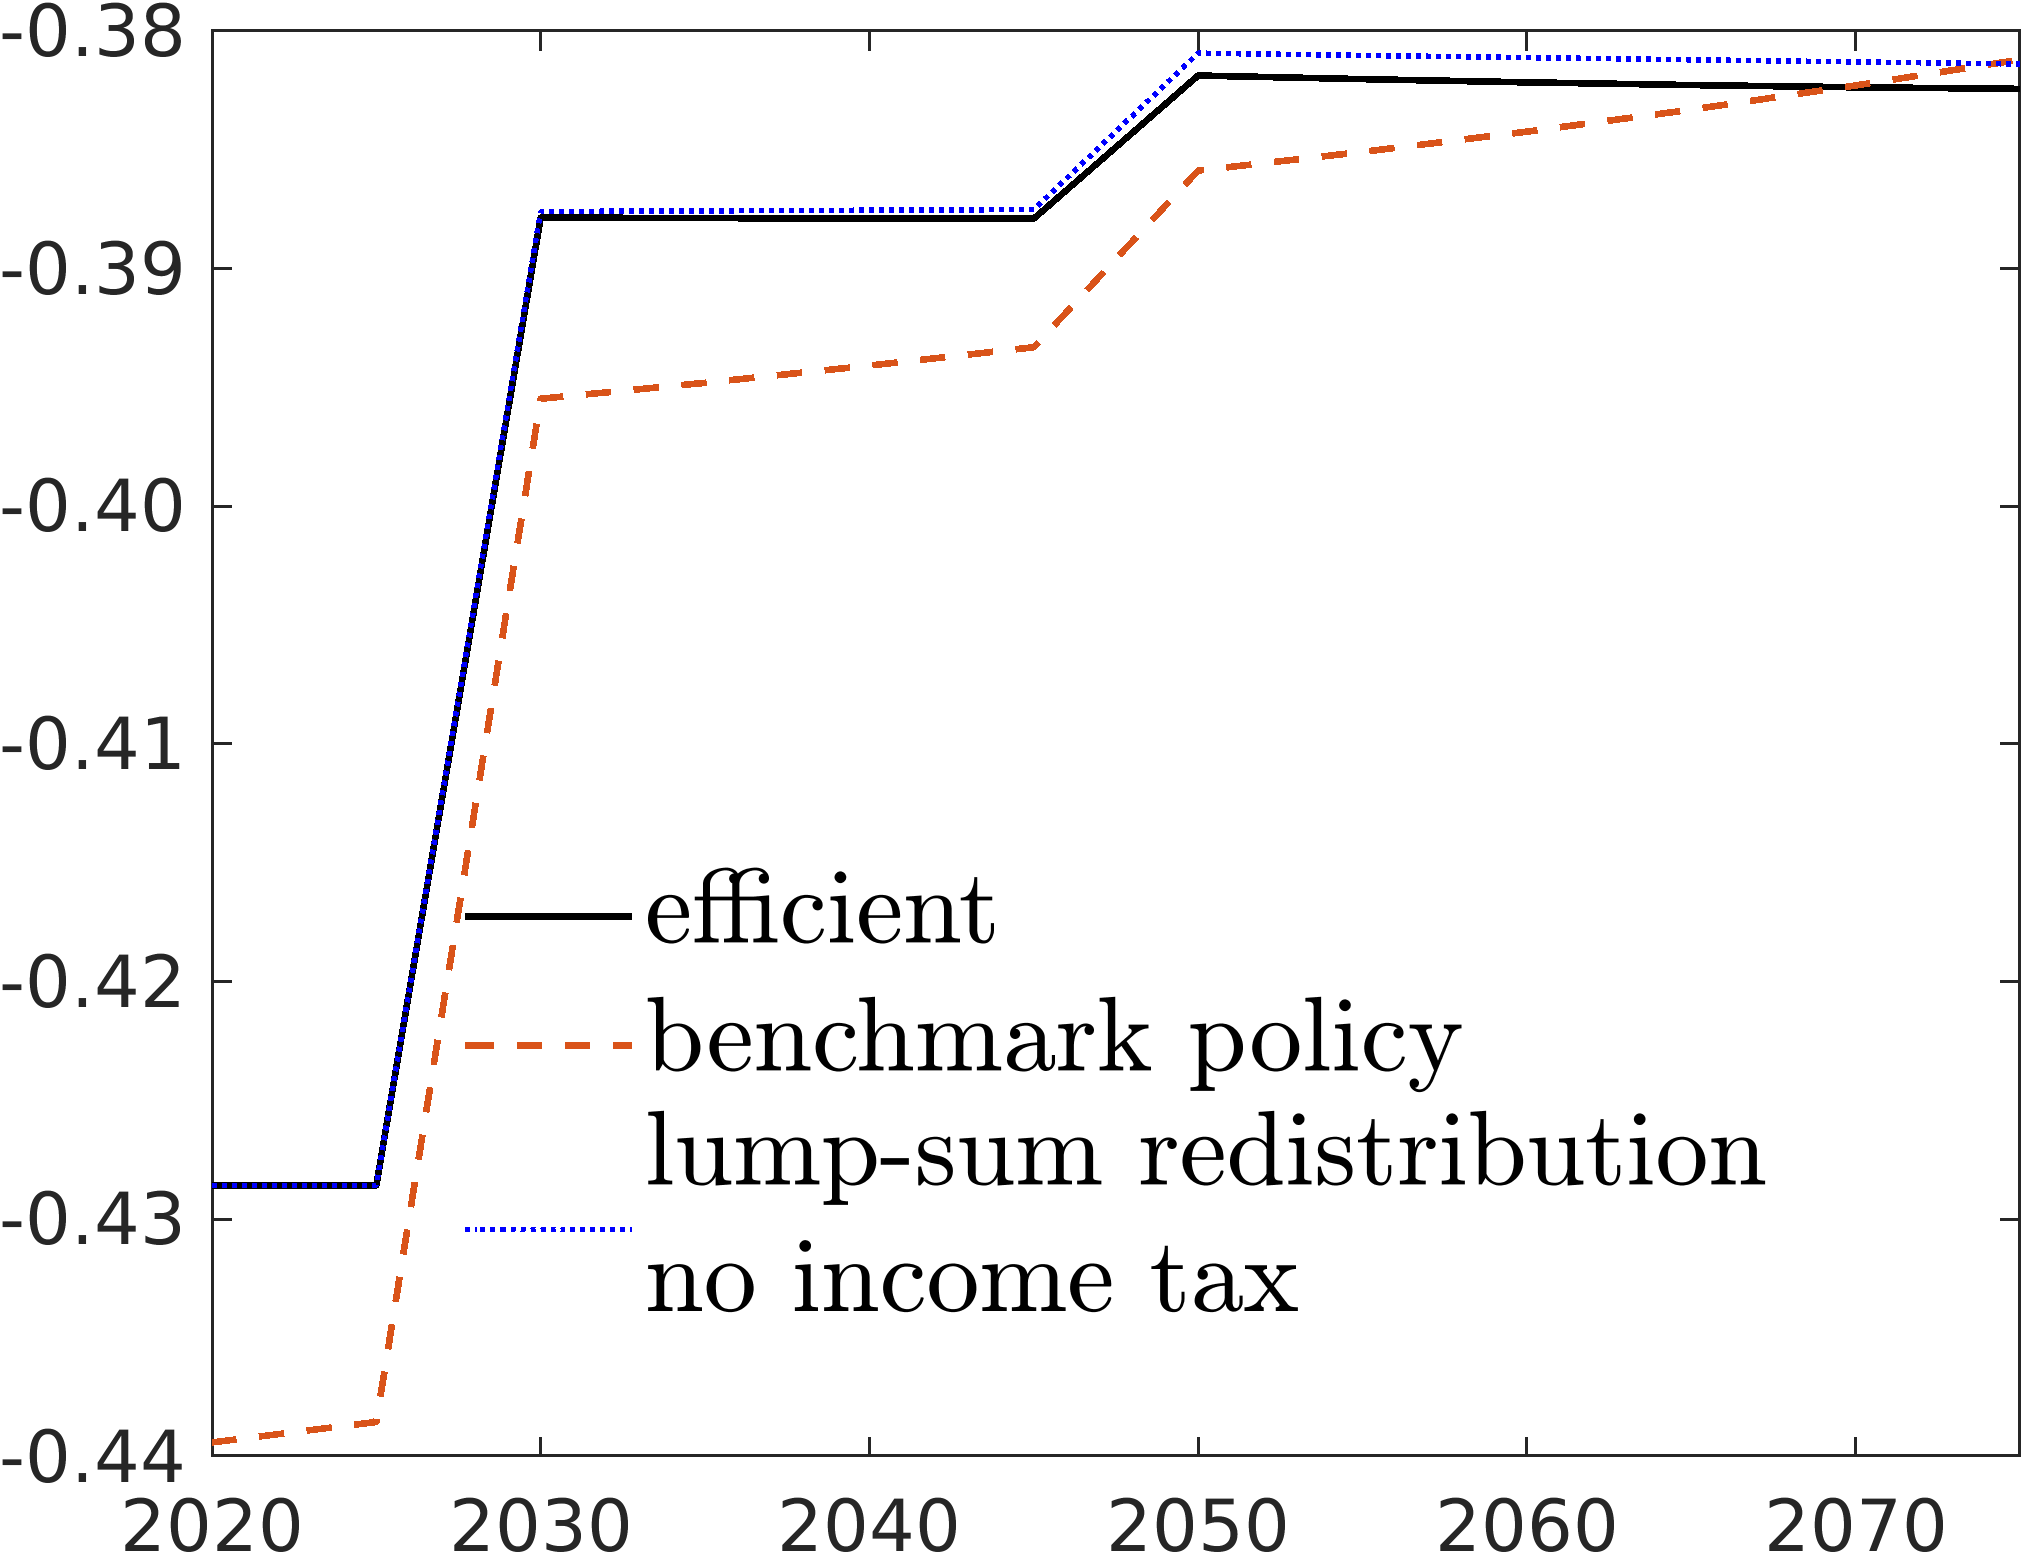 -0.38
-0.39
-0.40
-0.41
-0.42
-0.43
-0.44
efficient
benchmark policy
lump-sum redistribution
no income tax
2020 2030 2040 2050 2060 2070